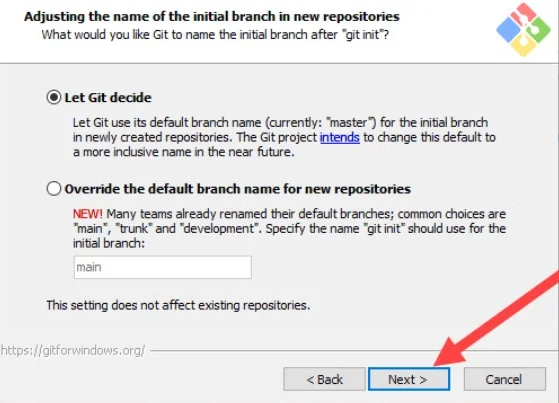 Adjusting the name of the initial branch in new repositories
What would you like Git to name the initial branch after "git init"?
Let Git decide
Let Git use its default branch name (currently: "master") for the initial branch
in newly created repositories. The Git project intends to change this default to
a more inclusive name in the near future.
Override the default branch name for new repositories
NEW! Many teams already renamed their default branches; common choices are
"main", "trunk" and "development". Specify the name "git init" should use for the
initial branch:
main
This setting does not affect existing repositories.
https://gitforwindows.org/
< Back
Next >
Cancel